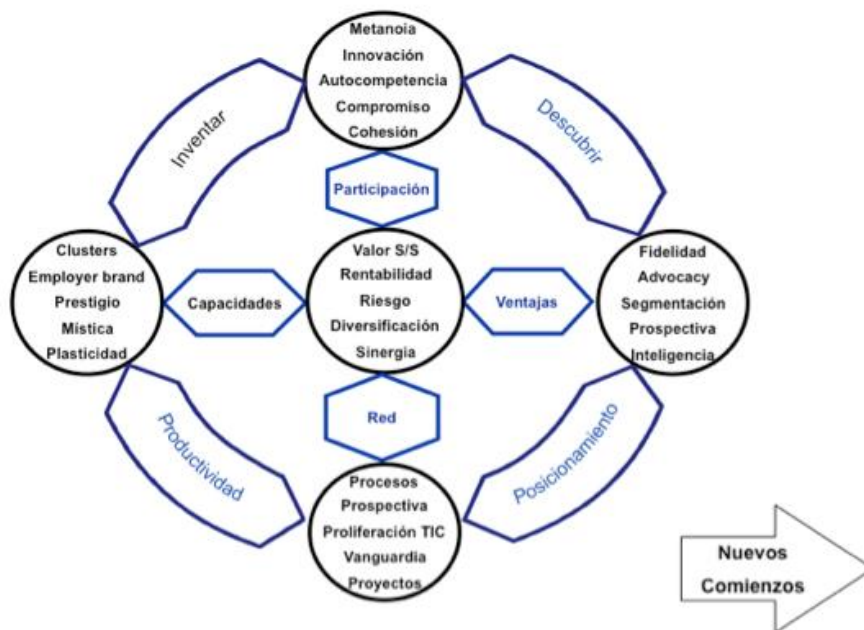 Metanoia
Innovación
Autocompetencia
Compromiso
Cohesión
Inventar
Descubrir
Participación
Clusters
Employer brand
Prestigio
Mística
Plasticidad
Capacidades
Valor S/S
Rentabilidad
Riesgo
Diversificación
Sinergia
Ventajas
Fidelidad
Advocacy
Segmentación
Prospectiva
Inteligencia
Red
Productividad
Posicionamiento
Procesos
Prospectiva
Proliferación TIC
Vanguardia
Proyectos
Nuevos
Comienzos